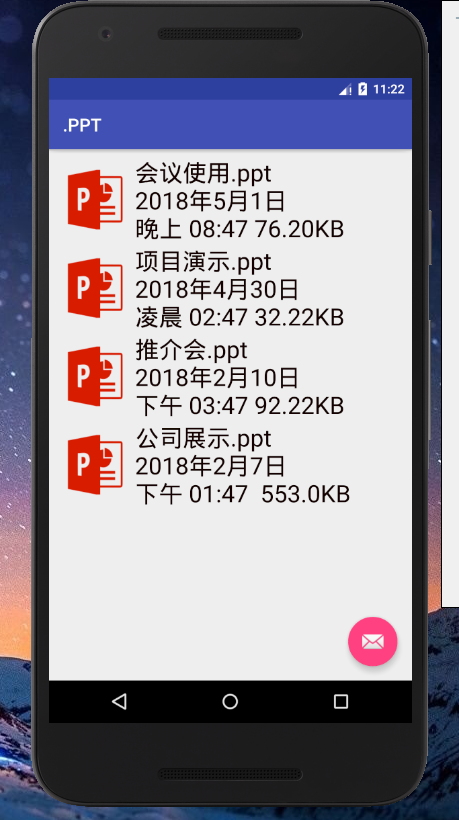 11:22
.PPT
会议使用.ppt
2018年5月1日
晚上 08:47 76.20KB
项目演示.ppt
2018年4月30日
凌晨 02:47 32.22KB
推介会.ppt
2018年2月10日
下午 03:47 92.22KB
公司展示.ppt
2018年2月7日
下午 01:47  553.0KB
P
P
P
P